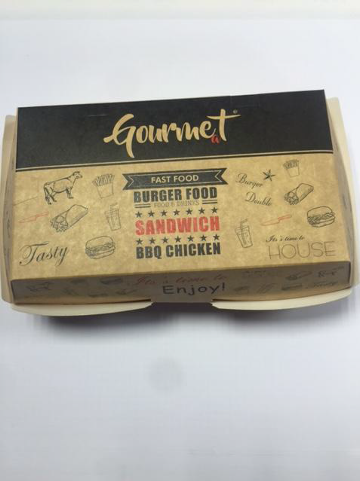 Gourmet
FAST FOOD
BURGER FOOD
SANDWICH
BBQ CHICKEN
Burger
Double
Tasty
It's time to
HOUSE
Enjoy!